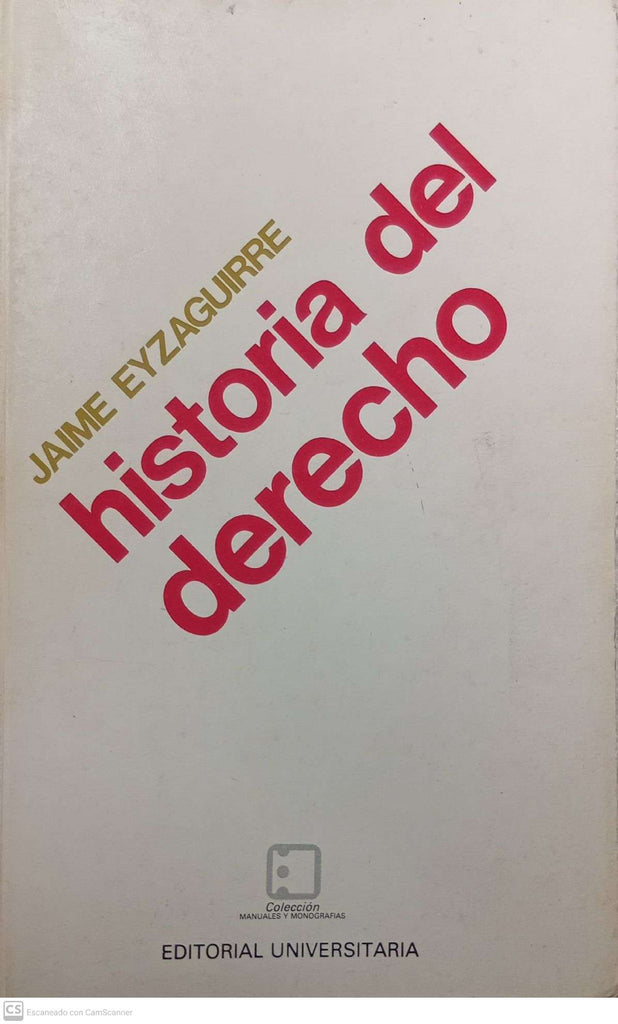 JAIME EYZAGUIRRE
historia del
derecho
Colección
MANUALES Y MONOGRAFIAS
EDITORIAL UNIVERSITARIA
CS Escaneado con CamScanner